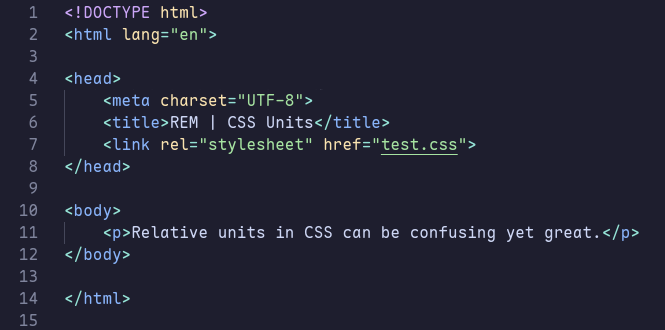 1 <!DOCTYPE html>
2 <html lang="en">
3
4 <head>
5     <meta charset="UTF-8">
6     <title>REM | CSS Units</title>
7     <link rel="stylesheet" href="test.css">
8 </head>
9
10 <body>
11     <p>Relative units in CSS can be confusing yet great.</p>
12 </body>
13
14 </html>
15